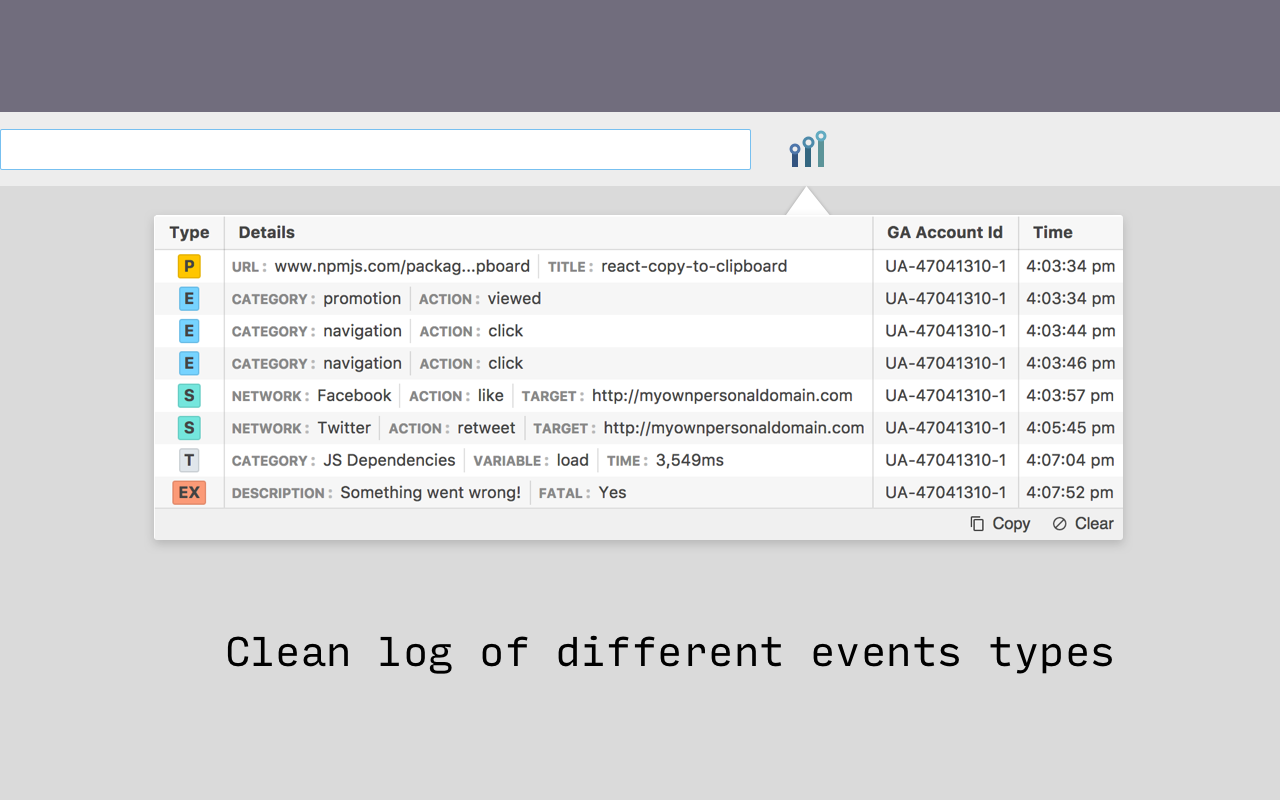 Type Details GA Account Id Time
P URL: www.npmjs.com/packag...pboard TITLE: react-copy-to-clipboard UA-47041310-1 4:03:34 pm
E CATEGORY: promotion ACTION: viewed UA-47041310-1 4:03:34 pm
E CATEGORY: navigation ACTION: click UA-47041310-1 4:03:44 pm
E CATEGORY: navigation ACTION: click UA-47041310-1 4:03:46 pm
S NETWORK: Facebook ACTION: like TARGET: http://myownpersonaldomain.com UA-47041310-1 4:03:57 pm
S NETWORK: Twitter ACTION: retweet TARGET: http://myownpersonaldomain.com UA-47041310-1 4:05:45 pm
T CATEGORY: JS Dependencies VARIABLE: load TIME: 3,549ms UA-47041310-1 4:07:04 pm
EX DESCRIPTION: Something went wrong! FATAL: Yes UA-47041310-1 4:07:52 pm
Copy Clear
Clean log of different events types